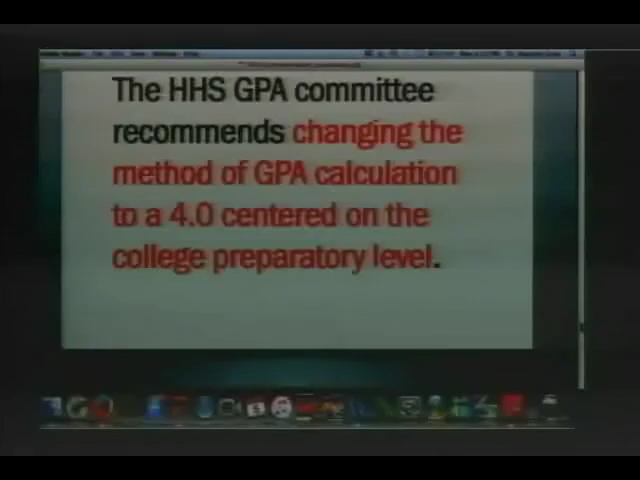 The HHS GPA committee
recommends changing the
method of GPA calculation
to a 4.0 centered on the
college preparatory level.